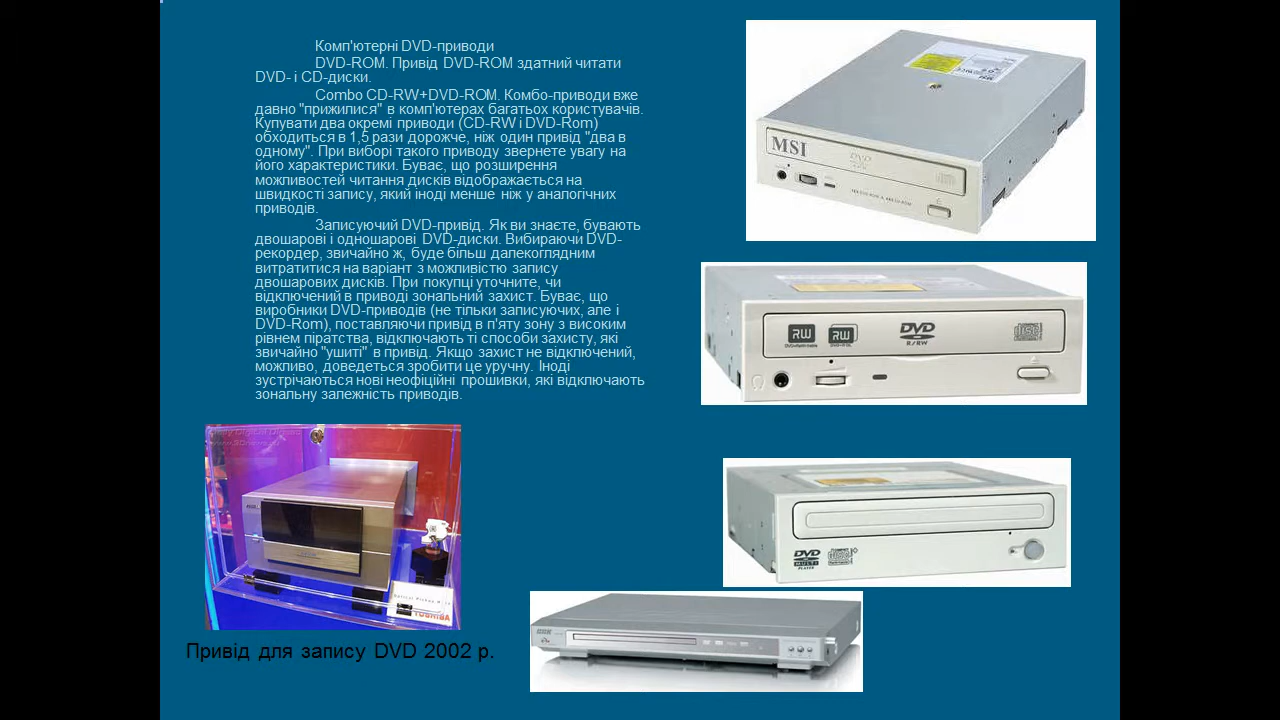 Комп'ютерні DVD-приводи
DVD-ROM. Привід DVD-ROM здатний читати
DVD- і CD-диски.
Combo CD-RW+DVD-ROM. Комбо-приводи вже
давно "прижилися" в комп'ютерах багатьох користувачів.
Купувати два окремі приводи (CD-RW і DVD-Rom)
обходиться в 1,5 рази дорожче, ніж один привід "два в
одному". При виборі такого приводу звернете увагу на
його характеристики. Буває, що розширення
можливостей читання дисків відображається на
швидкості запису, який іноді менше ніж у аналогічних
приводів.
Записуючий DVD-привід. Як ви знаєте, бувають
двошарові і одношарові DVD-диски. Вибираючи DVD-
рекордер, звичайно ж, буде більш далекоглядним
витратитися на варіант з можливістю запису
двошарових дисків. При покупці уточните, чи
відключений в приводі зональний захист. Буває, що
виробники DVD-приводів (не тільки записуючих, але і
DVD-Rom), поставляючи привід в п'яту зону з високим
рівнем піратства, відключають ті способи захисту, які
звичайно "ушиті" в привід. Якщо захист не відключений,
можливо, доведеться зробити це уручну. Іноді
зустрічаються нові неофіційні прошивки, які відключають
зональну залежність приводів.
MSI
DVD
RW
RW
DVD
R/RW
disc
DVD
MULTI
PLAYER
TOSHIBA
BBK
Привід для запису DVD 2002 р.